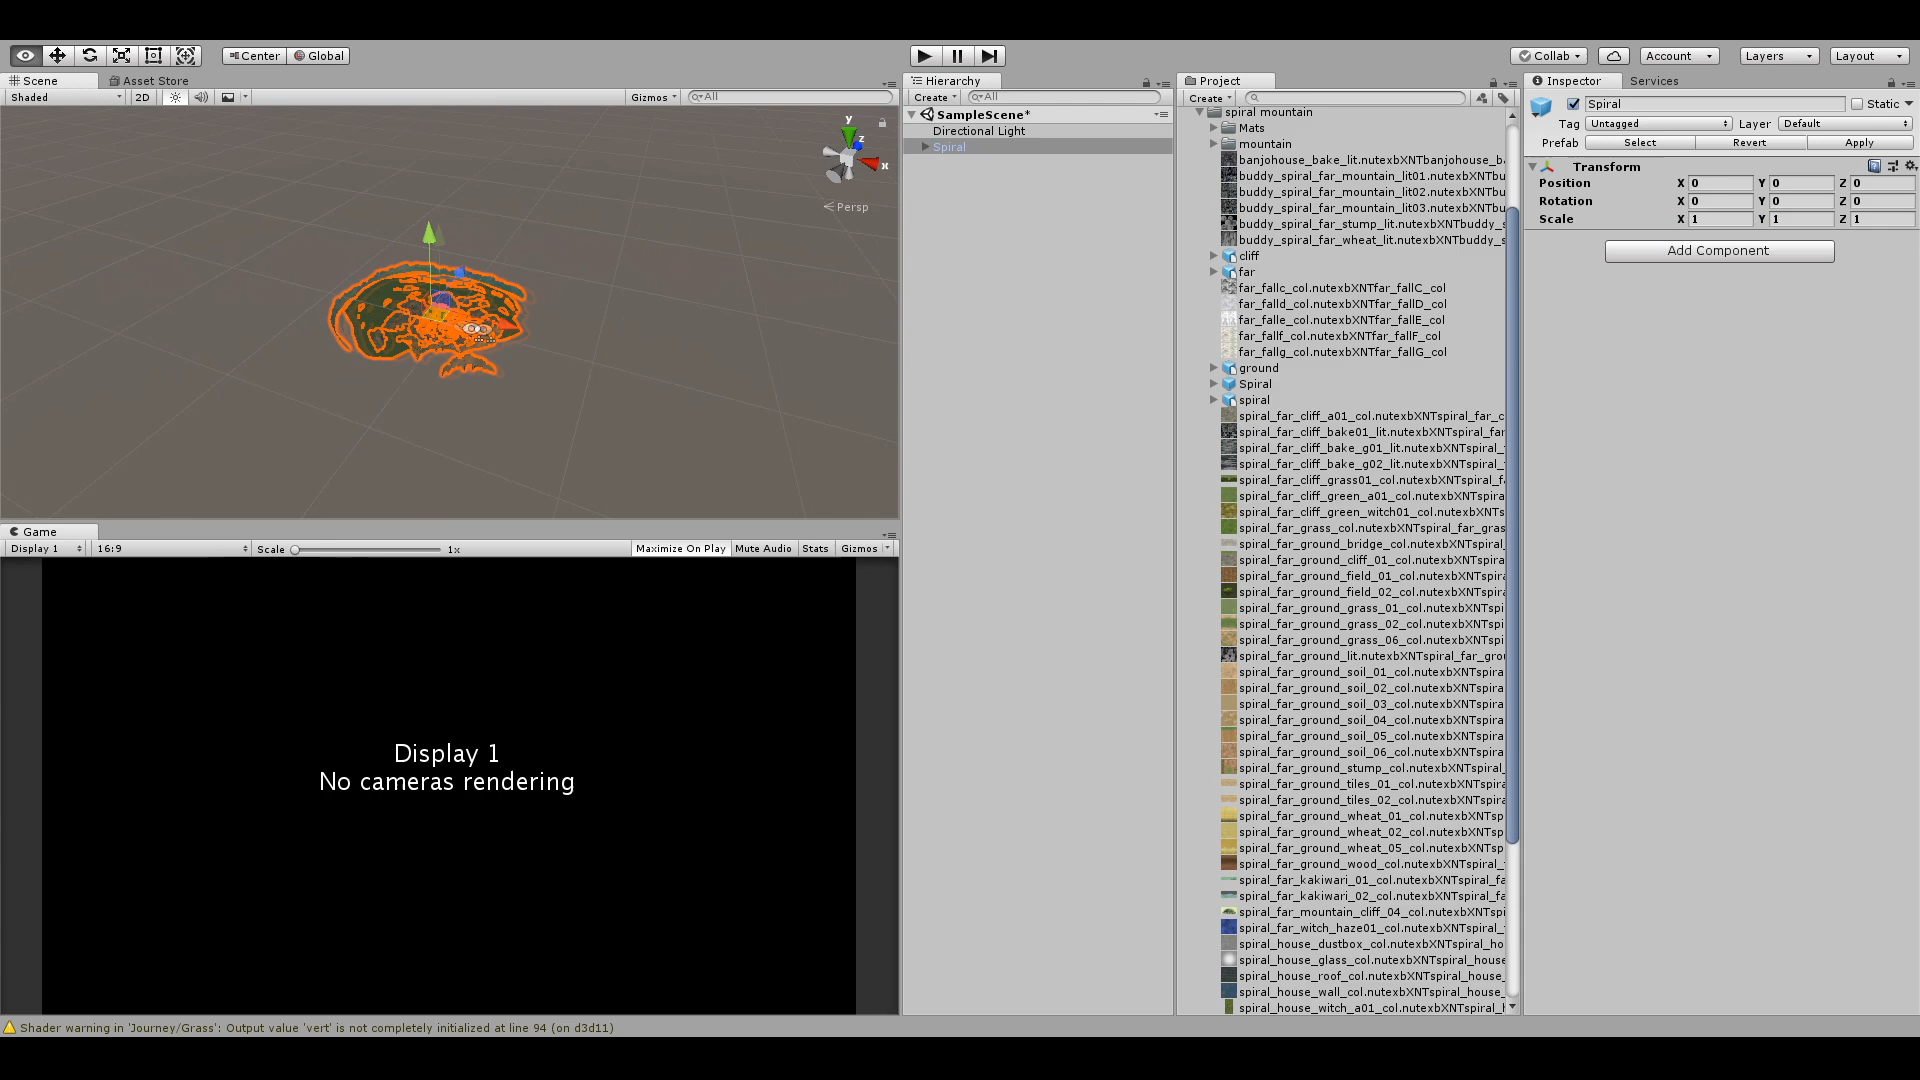 Center
Global
Collab
Account
Layers
Layout
Scene
Asset Store
Shaded
2D
Gizmos
All
y
z
x
Persp
Game
Display 1
16:9
Scale
1x
Maximize On Play
Mute Audio
Stats
Gizmos
Display 1
No cameras rendering
Hierarchy
Create
All
SampleScene*
Directional Light
Spiral
Project
Create
spiral mountain
Mats
mountain
banjohouse_bake_lit.nutexbXNTbanjohouse_b
buddy_spiral_far_mountain_lit01.nutexbXNTbu
buddy_spiral_far_mountain_lit02.nutexbXNTbu
buddy_spiral_far_mountain_lit03.nutexbXNTbu
buddy_spiral_far_stump_lit.nutexbXNTbuddy_s
buddy_spiral_far_wheat_lit.nutexbXNTbuddy_s
cliff
far
far_fallc_col.nutexbXNTfar_fallC_col
far_falld_col.nutexbXNTfar_fallD_col
far_falle_col.nutexbXNTfar_fallE_col
far_fallf_col.nutexbXNTfar_fallF_col
far_fallg_col.nutexbXNTfar_fallG_col
ground
Spiral
spiral
spiral_far_cliff_a01_col.nutexbXNTspiral_far_c
spiral_far_cliff_bake01_lit.nutexbXNTspiral_far
spiral_far_cliff_bake_g01_lit.nutexbXNTspiral_
spiral_far_cliff_bake_g02_lit.nutexbXNTspiral_
spiral_far_cliff_grass01_col.nutexbXNTspiral_f
spiral_far_cliff_green_a01_col.nutexbXNTspira
spiral_far_cliff_green_witch01_col.nutexbXNTs
spiral_far_grass_col.nutexbXNTspiral_far_gras
spiral_far_ground_bridge_col.nutexbXNTspiral_
spiral_far_ground_cliff_01_col.nutexbXNTspira
spiral_far_ground_field_01_col.nutexbXNTspira
spiral_far_ground_field_02_col.nutexbXNTspira
spiral_far_ground_grass_01_col.nutexbXNTspi
spiral_far_ground_grass_02_col.nutexbXNTspi
spiral_far_ground_grass_06_col.nutexbXNTspi
spiral_far_ground_lit.nutexbXNTspiral_far_grou
spiral_far_ground_soil_01_col.nutexbXNTspira
spiral_far_ground_soil_02_col.nutexbXNTspira
spiral_far_ground_soil_03_col.nutexbXNTspira
spiral_far_ground_soil_04_col.nutexbXNTspira
spiral_far_ground_soil_05_col.nutexbXNTspira
spiral_far_ground_soil_06_col.nutexbXNTspira
spiral_far_ground_stump_col.nutexbXNTspiral_
spiral_far_ground_tiles_01_col.nutexbXNTspira
spiral_far_ground_tiles_02_col.nutexbXNTspira
spiral_far_ground_wheat_01_col.nutexbXNTsp
spiral_far_ground_wheat_02_col.nutexbXNTsp
spiral_far_ground_wheat_05_col.nutexbXNTsp
spiral_far_ground_wood_col.nutexbXNTspiral_
spiral_far_kakiwari_01_col.nutexbXNTspiral_fa
spiral_far_kakiwari_02_col.nutexbXNTspiral_fa
spiral_far_mountain_cliff_04_col.nutexbXNTspi
spiral_far_witch_haze01_col.nutexbXNTspiral_
spiral_house_dustbox_col.nutexbXNTspiral_ho
spiral_house_glass_col.nutexbXNTspiral_house
spiral_house_roof_col.nutexbXNTspiral_house_
spiral_house_wall_col.nutexbXNTspiral_house_
spiral_house_witch_a01_col.nutexbXNTspiral_h
Inspector
Services
Spiral
Static
Tag Untagged Layer Default
Prefab Select Revert Apply
Transform
Position X 0 Y 0 Z 0
Rotation X 0 Y 0 Z 0
Scale X 1 Y 1 Z 1
Add Component
Shader warning in 'Journey/Grass': Output value 'vert' is not completely initialized at line 94 (on d3d11)